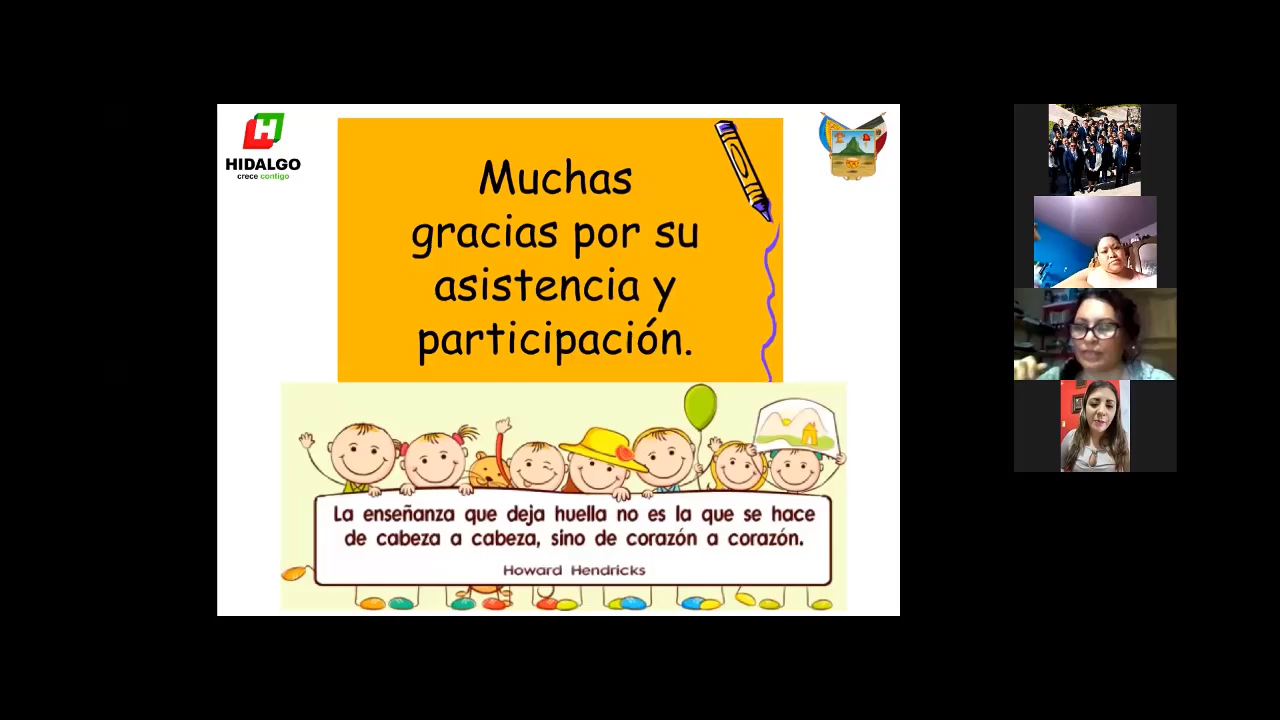 HIDALGO
crece contigo
Muchas
gracias por su
asistencia y
participación.
La enseñanza que deja huella no es la que se hace
de cabeza a cabeza, sino de corazón a corazón.
Howard Hendricks